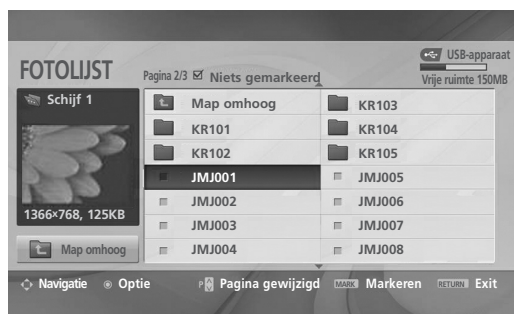 USB-apparaat
FOTOLIJST
Pagina 2/3 Niets gemarkeerd
Vrije ruimte 150MB
Schijf 1
1366×768, 125KB
Map omhoog
Map omhoog
KR101
KR102
JMJ001
JMJ002
JMJ003
JMJ004
KR103
KR104
KR105
JMJ005
JMJ006
JMJ007
JMJ008
Navigatie Optie P Pagina gewijzigd MARK Markeren RETURN Exit